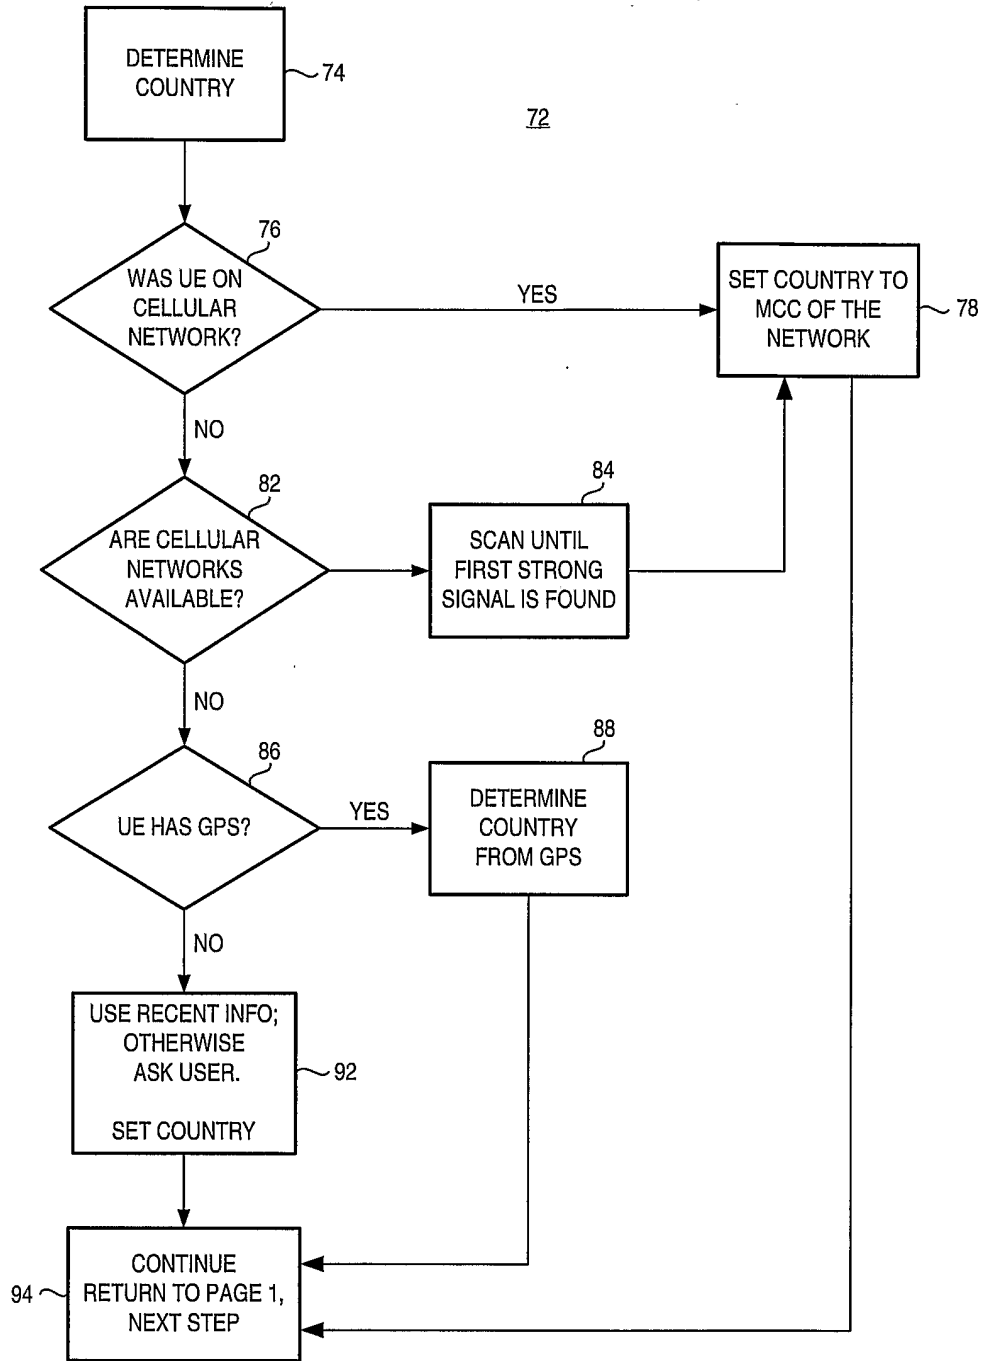 DETERMINE
COUNTRY
74
72
76
WAS UE ON
CELLULAR
NETWORK?
YES
SET COUNTRY TO
MCC OF THE
NETWORK
78
NO
82
ARE CELLULAR
NETWORKS
AVAILABLE?
84
SCAN UNTIL
FIRST STRONG
SIGNAL IS FOUND
NO
86
UE HAS GPS?
YES
88
DETERMINE
COUNTRY
FROM GPS
NO
USE RECENT INFO;
OTHERWISE
ASK USER.
SET COUNTRY
92
94
CONTINUE
RETURN TO PAGE 1,
NEXT STEP